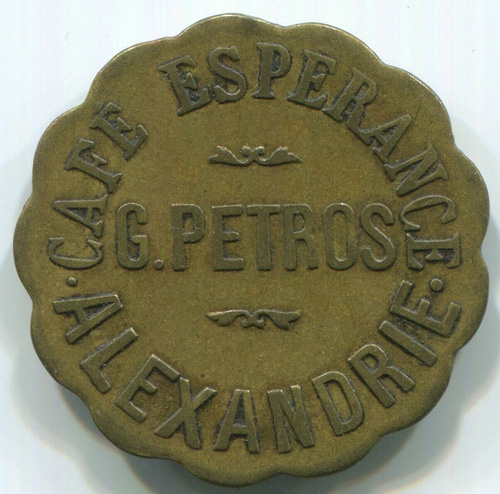 CAFÉ ESPÉRANCE
G. PETROS
· ALEXANDRIE ·